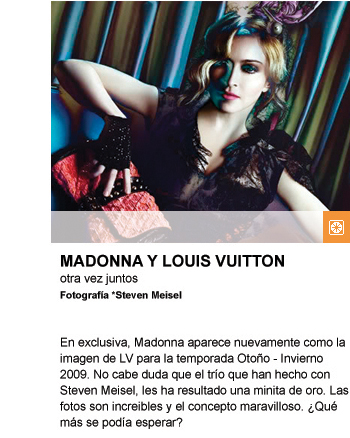 MADONNA Y LOUIS VUITTON
otra vez juntos
Fotografía *Steven Meisel
En exclusiva, Madonna aparece nuevamente como la
imagen de LV para la temporada Otoño - Invierno
2009. No cabe duda que el trío que han hecho con
Steven Meisel, les ha resultado una minita de oro. Las
fotos son increibles y el concepto maravilloso. ¿Qué
más se podía esperar?